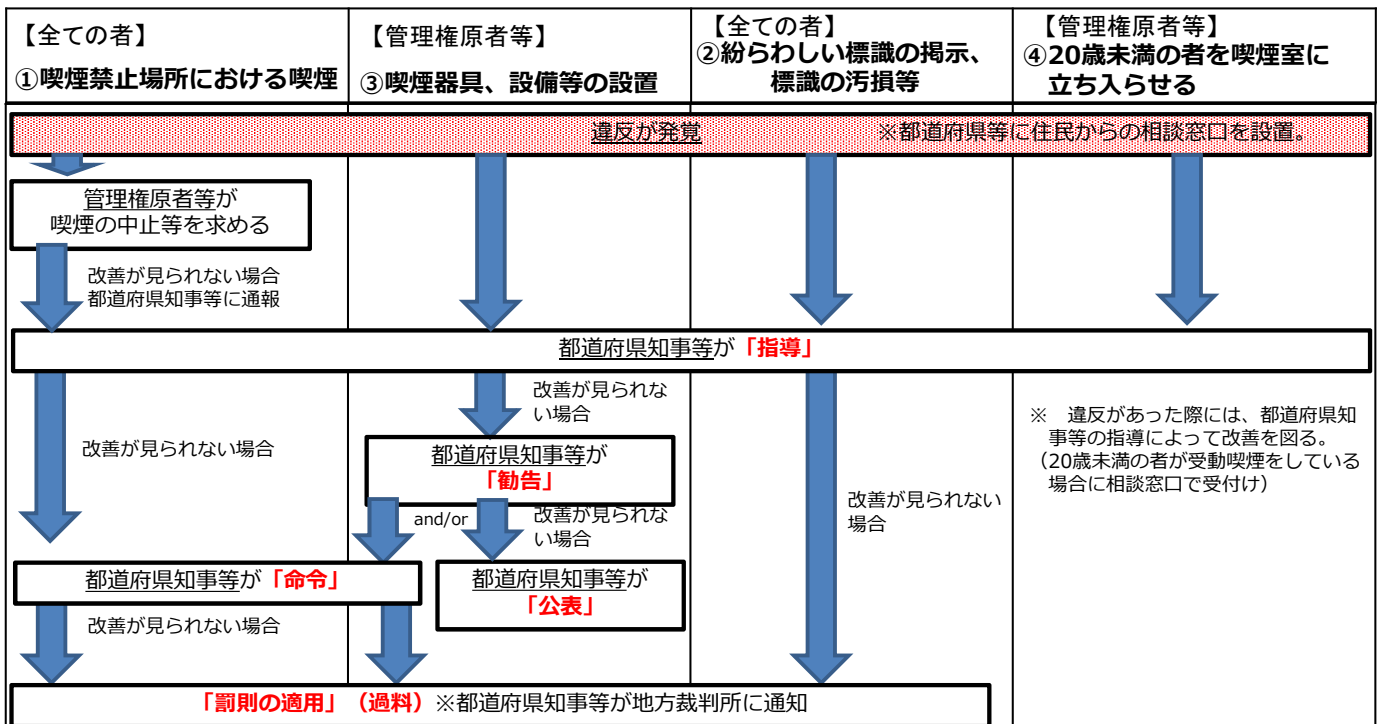 【全ての者】
①喫煙禁止場所における喫煙
【管理権原者等】
③喫煙器具、設備等の設置
【全ての者】
②紛らわしい標識の掲示、
標識の汚損等
【管理権原者等】
④20歳未満の者を喫煙室に
立ち入らせる
違反が発覚
※都道府県等に住民からの相談窓口を設置。
管理権原者等が
喫煙の中止等を求める
改善が見られない場合
都道府県知事等に通報
都道府県知事等が「指導」
改善が見られない場合
改善が見られな
い場合
都道府県知事等が
「勧告」
and/or
改善が見られな
い場合
都道府県知事等が「命令」
都道府県知事等が
「公表」
改善が見られない場合
改善が見られない
場合
※　違反があった際には、都道府県知
事等の指導によって改善を図る。
（20歳未満の者が受動喫煙をしている
場合に相談窓口で受付け）
「罰則の適用」（過料）※都道府県知事等が地方裁判所に通知